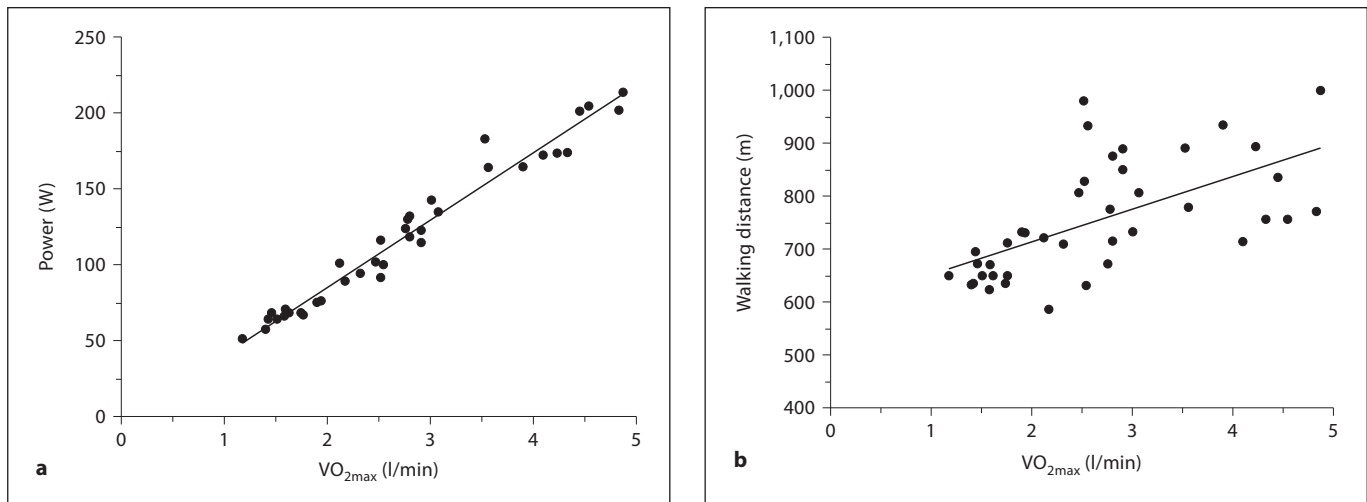 250
200
150
100
50
0
Power (W)
0 1 2 3 4 5
VO2max (l/min)
a
1,100
1,000
900
800
700
600
500
400
Walking distance (m)
0 1 2 3 4 5
VO2max (l/min)
b